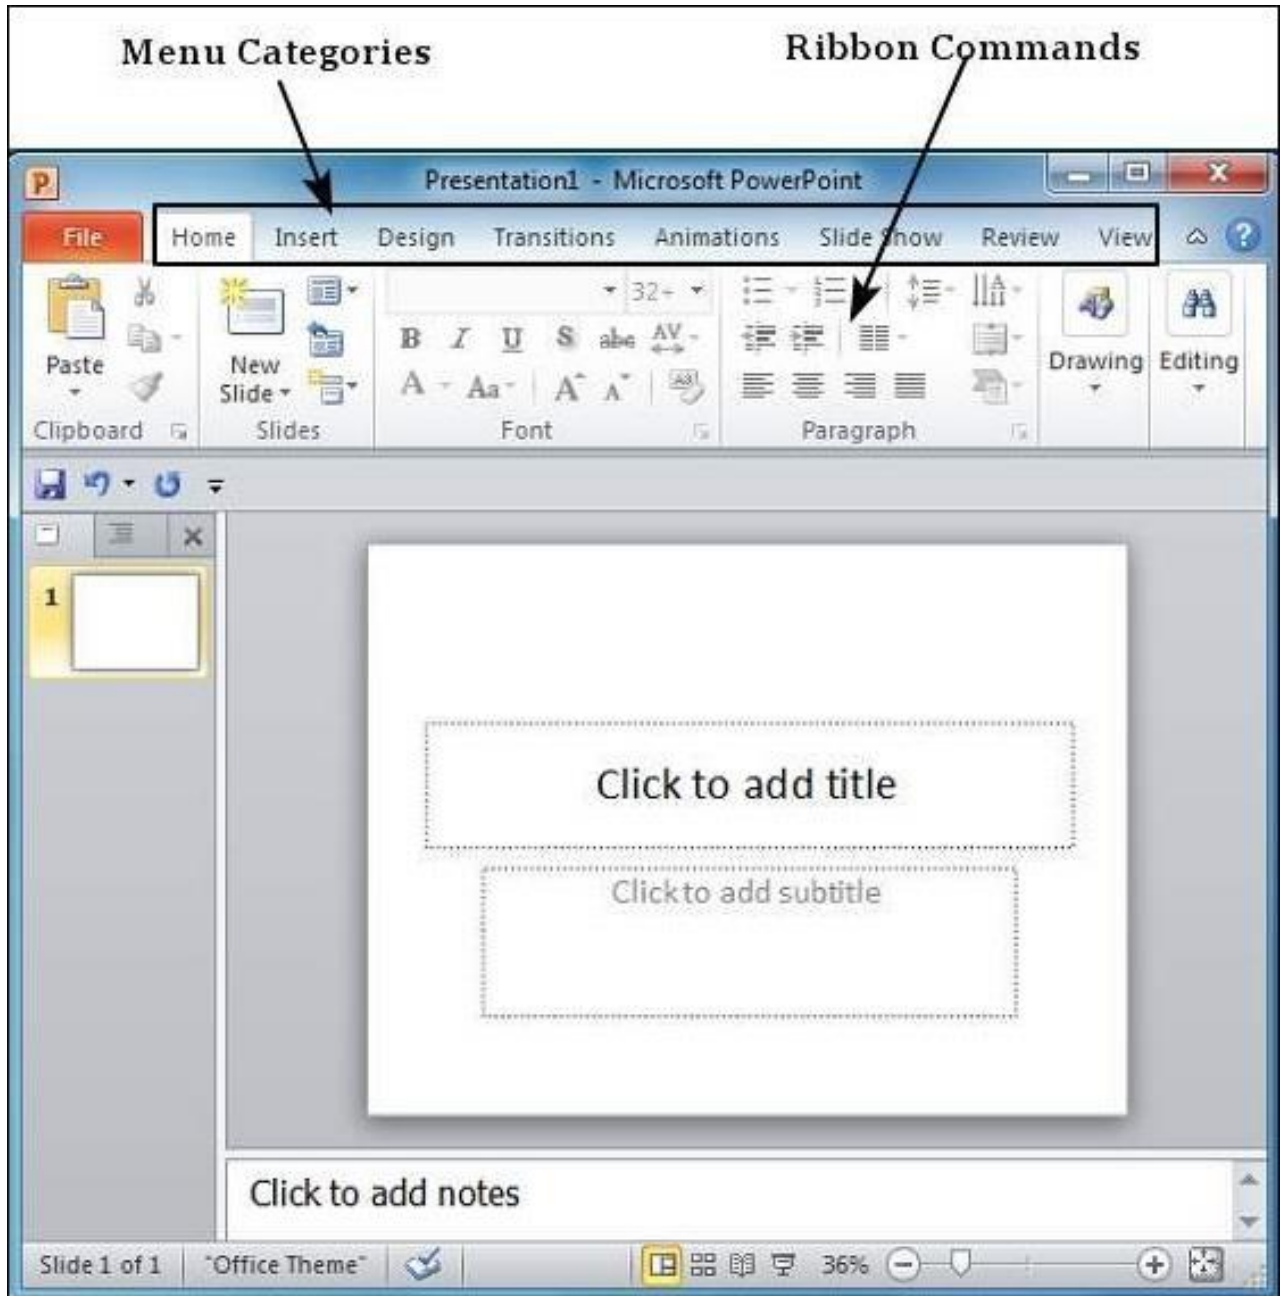 Menu Categories Ribbon Commands
Presentation1 - Microsoft PowerPoint
File Home Insert Design Transitions Animations Slide Show Review View
32+
B I U S abc AV
Paste New Slide Drawing Editing
A Aa A A
Clipboard Slides Font Paragraph
1
Click to add title
Click to add subtitle
Click to add notes
Slide 1 of 1 "Office Theme" 36%